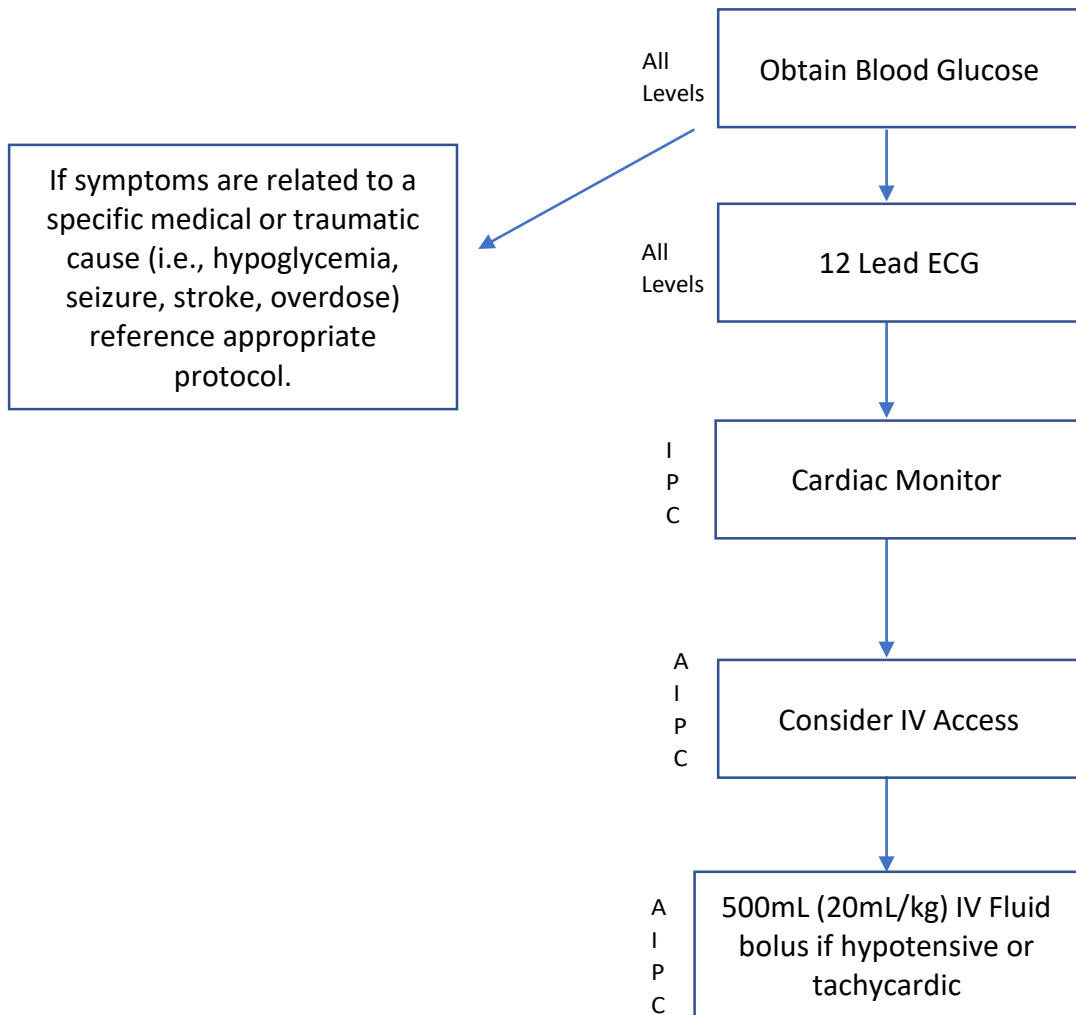 All
Levels
Obtain Blood Glucose
If symptoms are related to a
specific medical or traumatic
cause (i.e., hypoglycemia,
seizure, stroke, overdose)
reference appropriate
protocol.
All
Levels
12 Lead ECG
I
P
C
Cardiac Monitor
A
I
P
C
Consider IV Access
A
I
P
C
500mL (20mL/kg) IV Fluid
bolus if hypotensive or
tachycardic